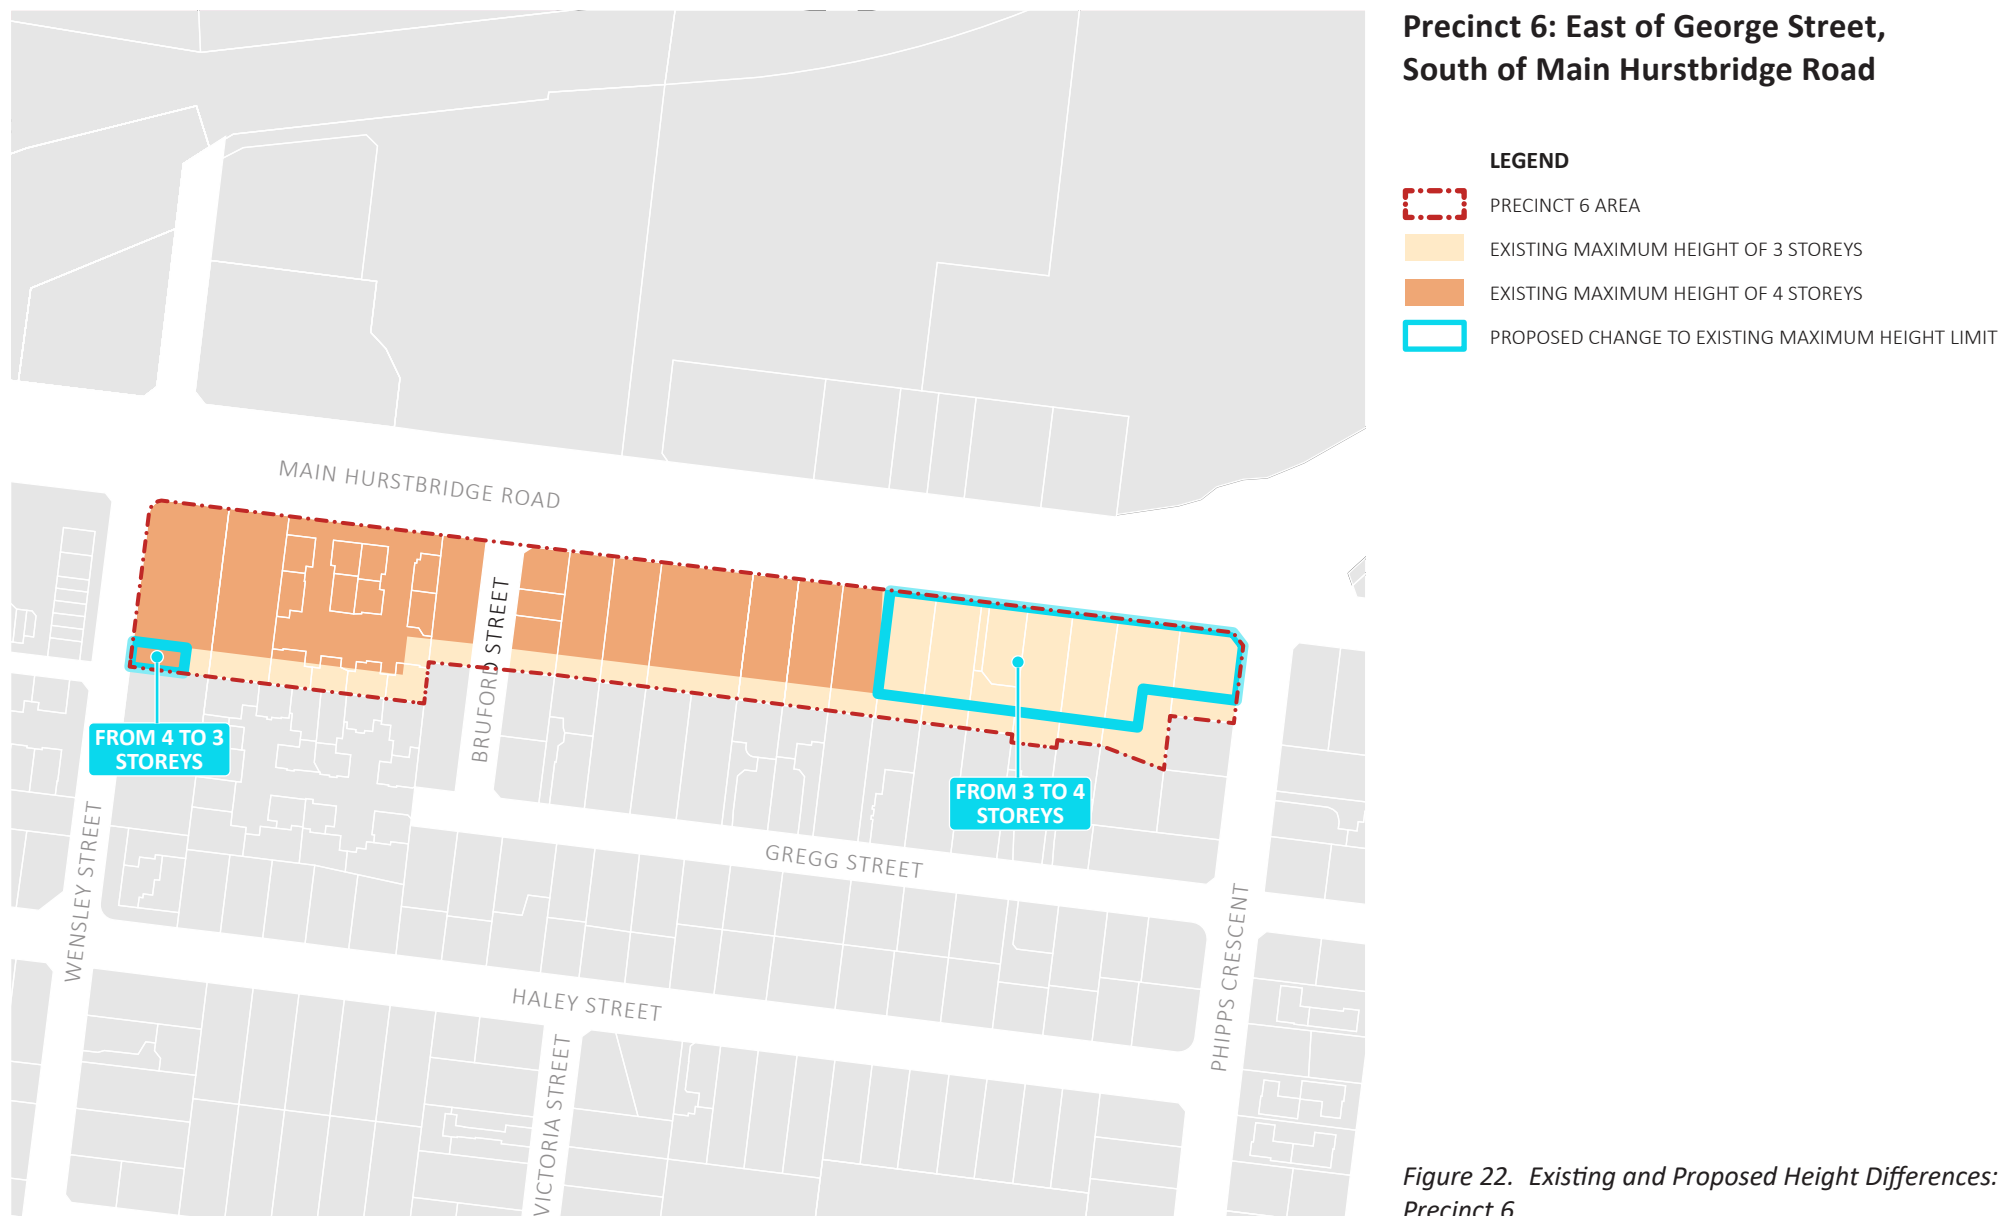 Precinct 6: East of George Street,
South of Main Hurstbridge Road
LEGEND
PRECINCT 6 AREA
EXISTING MAXIMUM HEIGHT OF 3 STOREYS
EXISTING MAXIMUM HEIGHT OF 4 STOREYS
PROPOSED CHANGE TO EXISTING MAXIMUM HEIGHT LIMIT
MAIN HURSTBRIDGE ROAD
BRUFORD STREET
FROM 4 TO 3
STOREYS
FROM 3 TO 4
STOREYS
GREGG STREET
WENSLEY STREET
PHIPPS CRESCENT
HALEY STREET
VICTORIA STREET
Figure 22. Existing and Proposed Height Differences:
Precinct 6